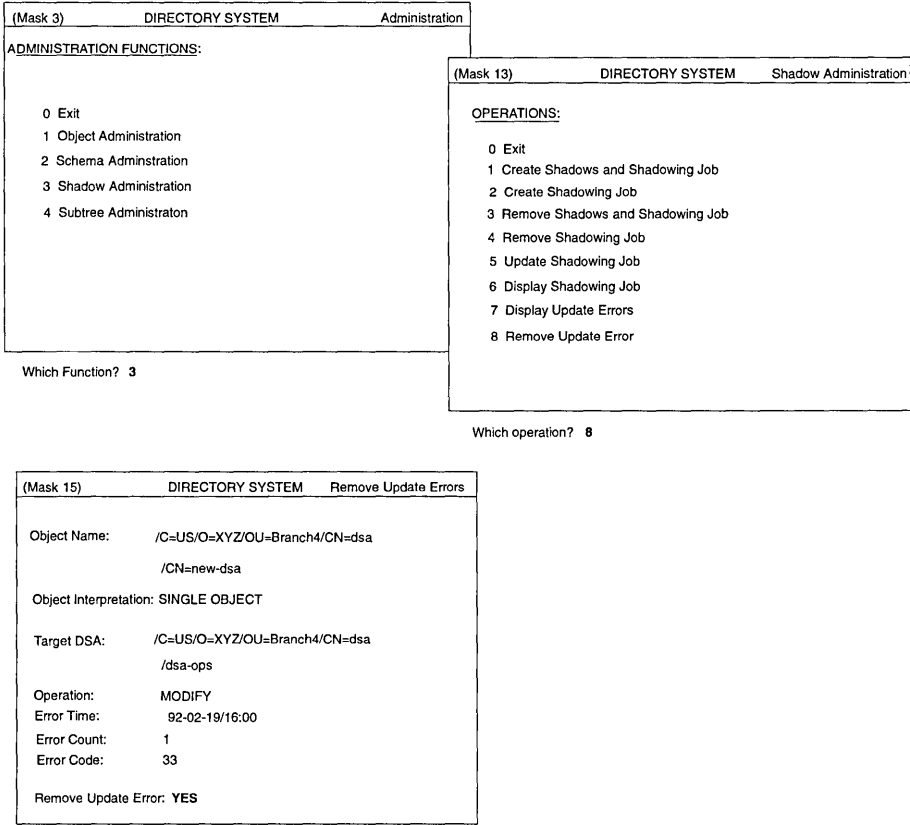 (Mask 3) DIRECTORY SYSTEM Administration
ADMINISTRATION FUNCTIONS:
0 Exit
1 Object Administration
2 Schema Adminstration
3 Shadow Administration
4 Subtree Administraton
Which Function? 3
(Mask 13) DIRECTORY SYSTEM Shadow Administration
OPERATIONS:
0 Exit
1 Create Shadows and Shadowing Job
2 Create Shadowing Job
3 Remove Shadows and Shadowing Job
4 Remove Shadowing Job
5 Update Shadowing Job
6 Display Shadowing Job
7 Display Update Errors
8 Remove Update Error
Which operation? 8
(Mask 15) DIRECTORY SYSTEM Remove Update Errors
Object Name: /C=US/O=XYZ/OU=Branch4/CN=dsa
/CN=new-dsa
Object Interpretation: SINGLE OBJECT
Target DSA: /C=US/O=XYZ/OU=Branch4/CN=dsa
/dsa-ops
Operation: MODIFY
Error Time: 92-02-19/16:00
Error Count: 1
Error Code: 33
Remove Update Error: YES